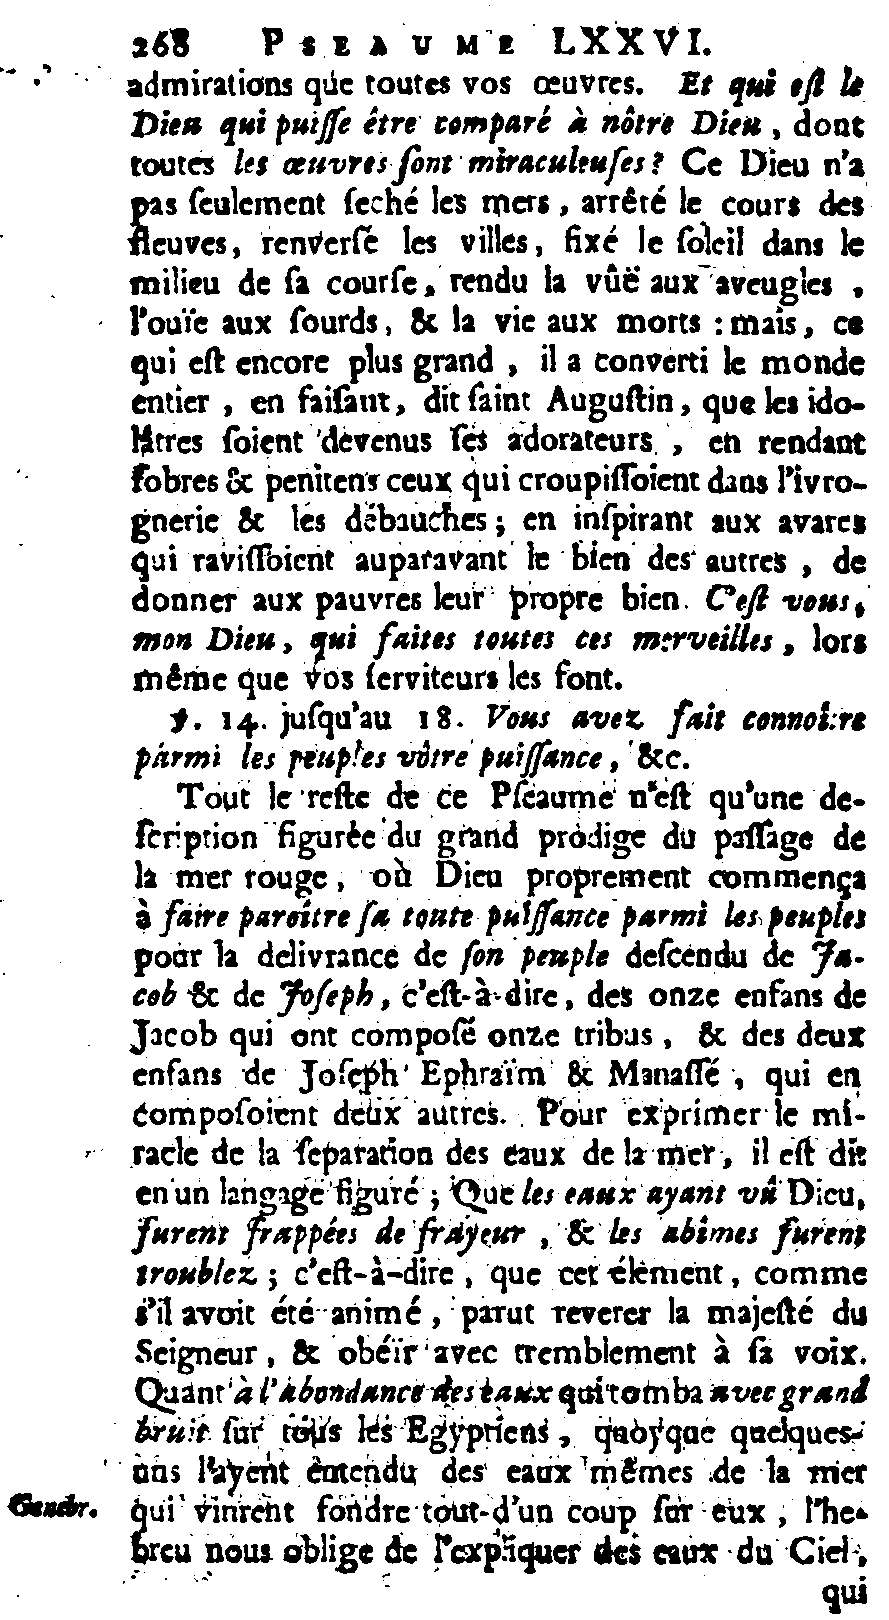 268 PSEAUME LXXVI.
admirations que toutes vos œuvres. Et qui eſt le
Dieu qui puiſſe être comparé à nôtre Dieu, dont
toutes les œuvres ſont miraculeuſes? Ce Dieu n'a
pas ſeulement ſeché les mers, arrêté le cours des
fleuves, renverſé les villes, fixé le ſoleil dans le
milieu de ſa courſe, rendu la vûë aux aveugles,
l'ouïe aux ſourds, & la vie aux morts : mais, ce
qui eſt encore plus grand, il a converti le monde
entier, en faiſant, dit ſaint Auguſtin, que les ido-
lâtres ſoient devenus ſes adorateurs, en rendant
ſobres & penitens ceux qui croupiſſoient dans l'ivro-
gnerie & les débauches; en inſpirant aux avares
qui raviſſoient auparavant le bien des autres, de
donner aux pauvres leur propre bien. C'eſt vous,
mon Dieu, qui faites toutes ces merveilles, lors
même que vos ſerviteurs les font.
℣. 14. juſqu'au 18. Vous avez fait connoître
parmi les peuples vôtre puiſſance, &c.
Tout le reſte de ce Pſeaume n'eſt qu'une de-
ſcription figurée du grand prodige du paſſage de
la mer rouge, où Dieu proprement commença
à faire paroître ſa toute puiſſance parmi les peuples
pour la delivrance de ſon peuple deſcendu de Ja-
cob & de Joſeph, c'eſt-à-dire, des onze enfans de
Jacob qui ont compoſé onze tribus, & des deux
enfans de Joſeph Ephraïm & Manaſſé, qui en
compoſoient deux autres. Pour exprimer le mi-
racle de la ſeparation des eaux de la mer, il eſt dit
en un langage figuré; Que les eaux ayant vû Dieu,
furent frappées de frayeur, & les abîmes furent
troublez; c'eſt-à-dire, que cet élement, comme
s'il avoit été animé, parut reverer la majeſté du
Seigneur, & obéïr avec tremblement à ſa voix.
Quant à l'abondance des eaux qui tomba avec grand
bruit ſur tous les Egyptiens, quoyque quelques-
uns l'ayent entendu des eaux mêmes de la mer
Genebr. qui vinrent fondre tout-d'un coup ſur eux, l'he-
breu nous oblige de l'expliquer des eaux du Ciel,
qui